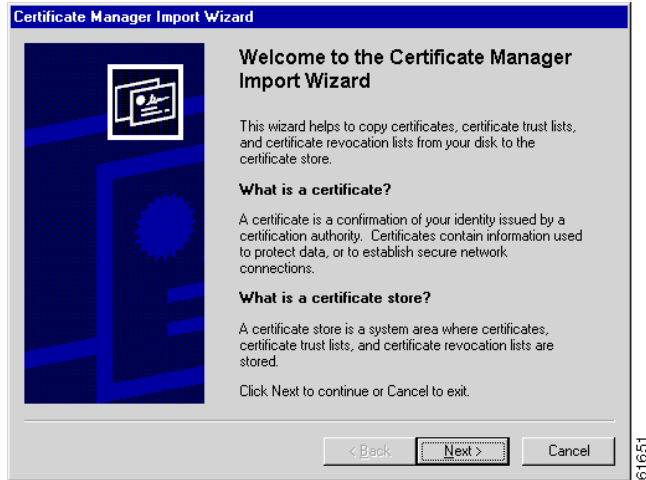 Certificate Manager Import Wizard
Welcome to the Certificate Manager
Import Wizard
This wizard helps to copy certificates, certificate trust lists,
and certificate revocation lists from your disk to the
certificate store.
What is a certificate?
A certificate is a confirmation of your identity issued by a
certification authority.  Certificates contain information used
to protect data, or to establish secure network
connections.
What is a certificate store?
A certificate store is a system area where certificates,
certificate trust lists, and certificate revocation lists are
stored.
Click Next to continue or Cancel to exit.
< Back
Next >
Cancel
61651